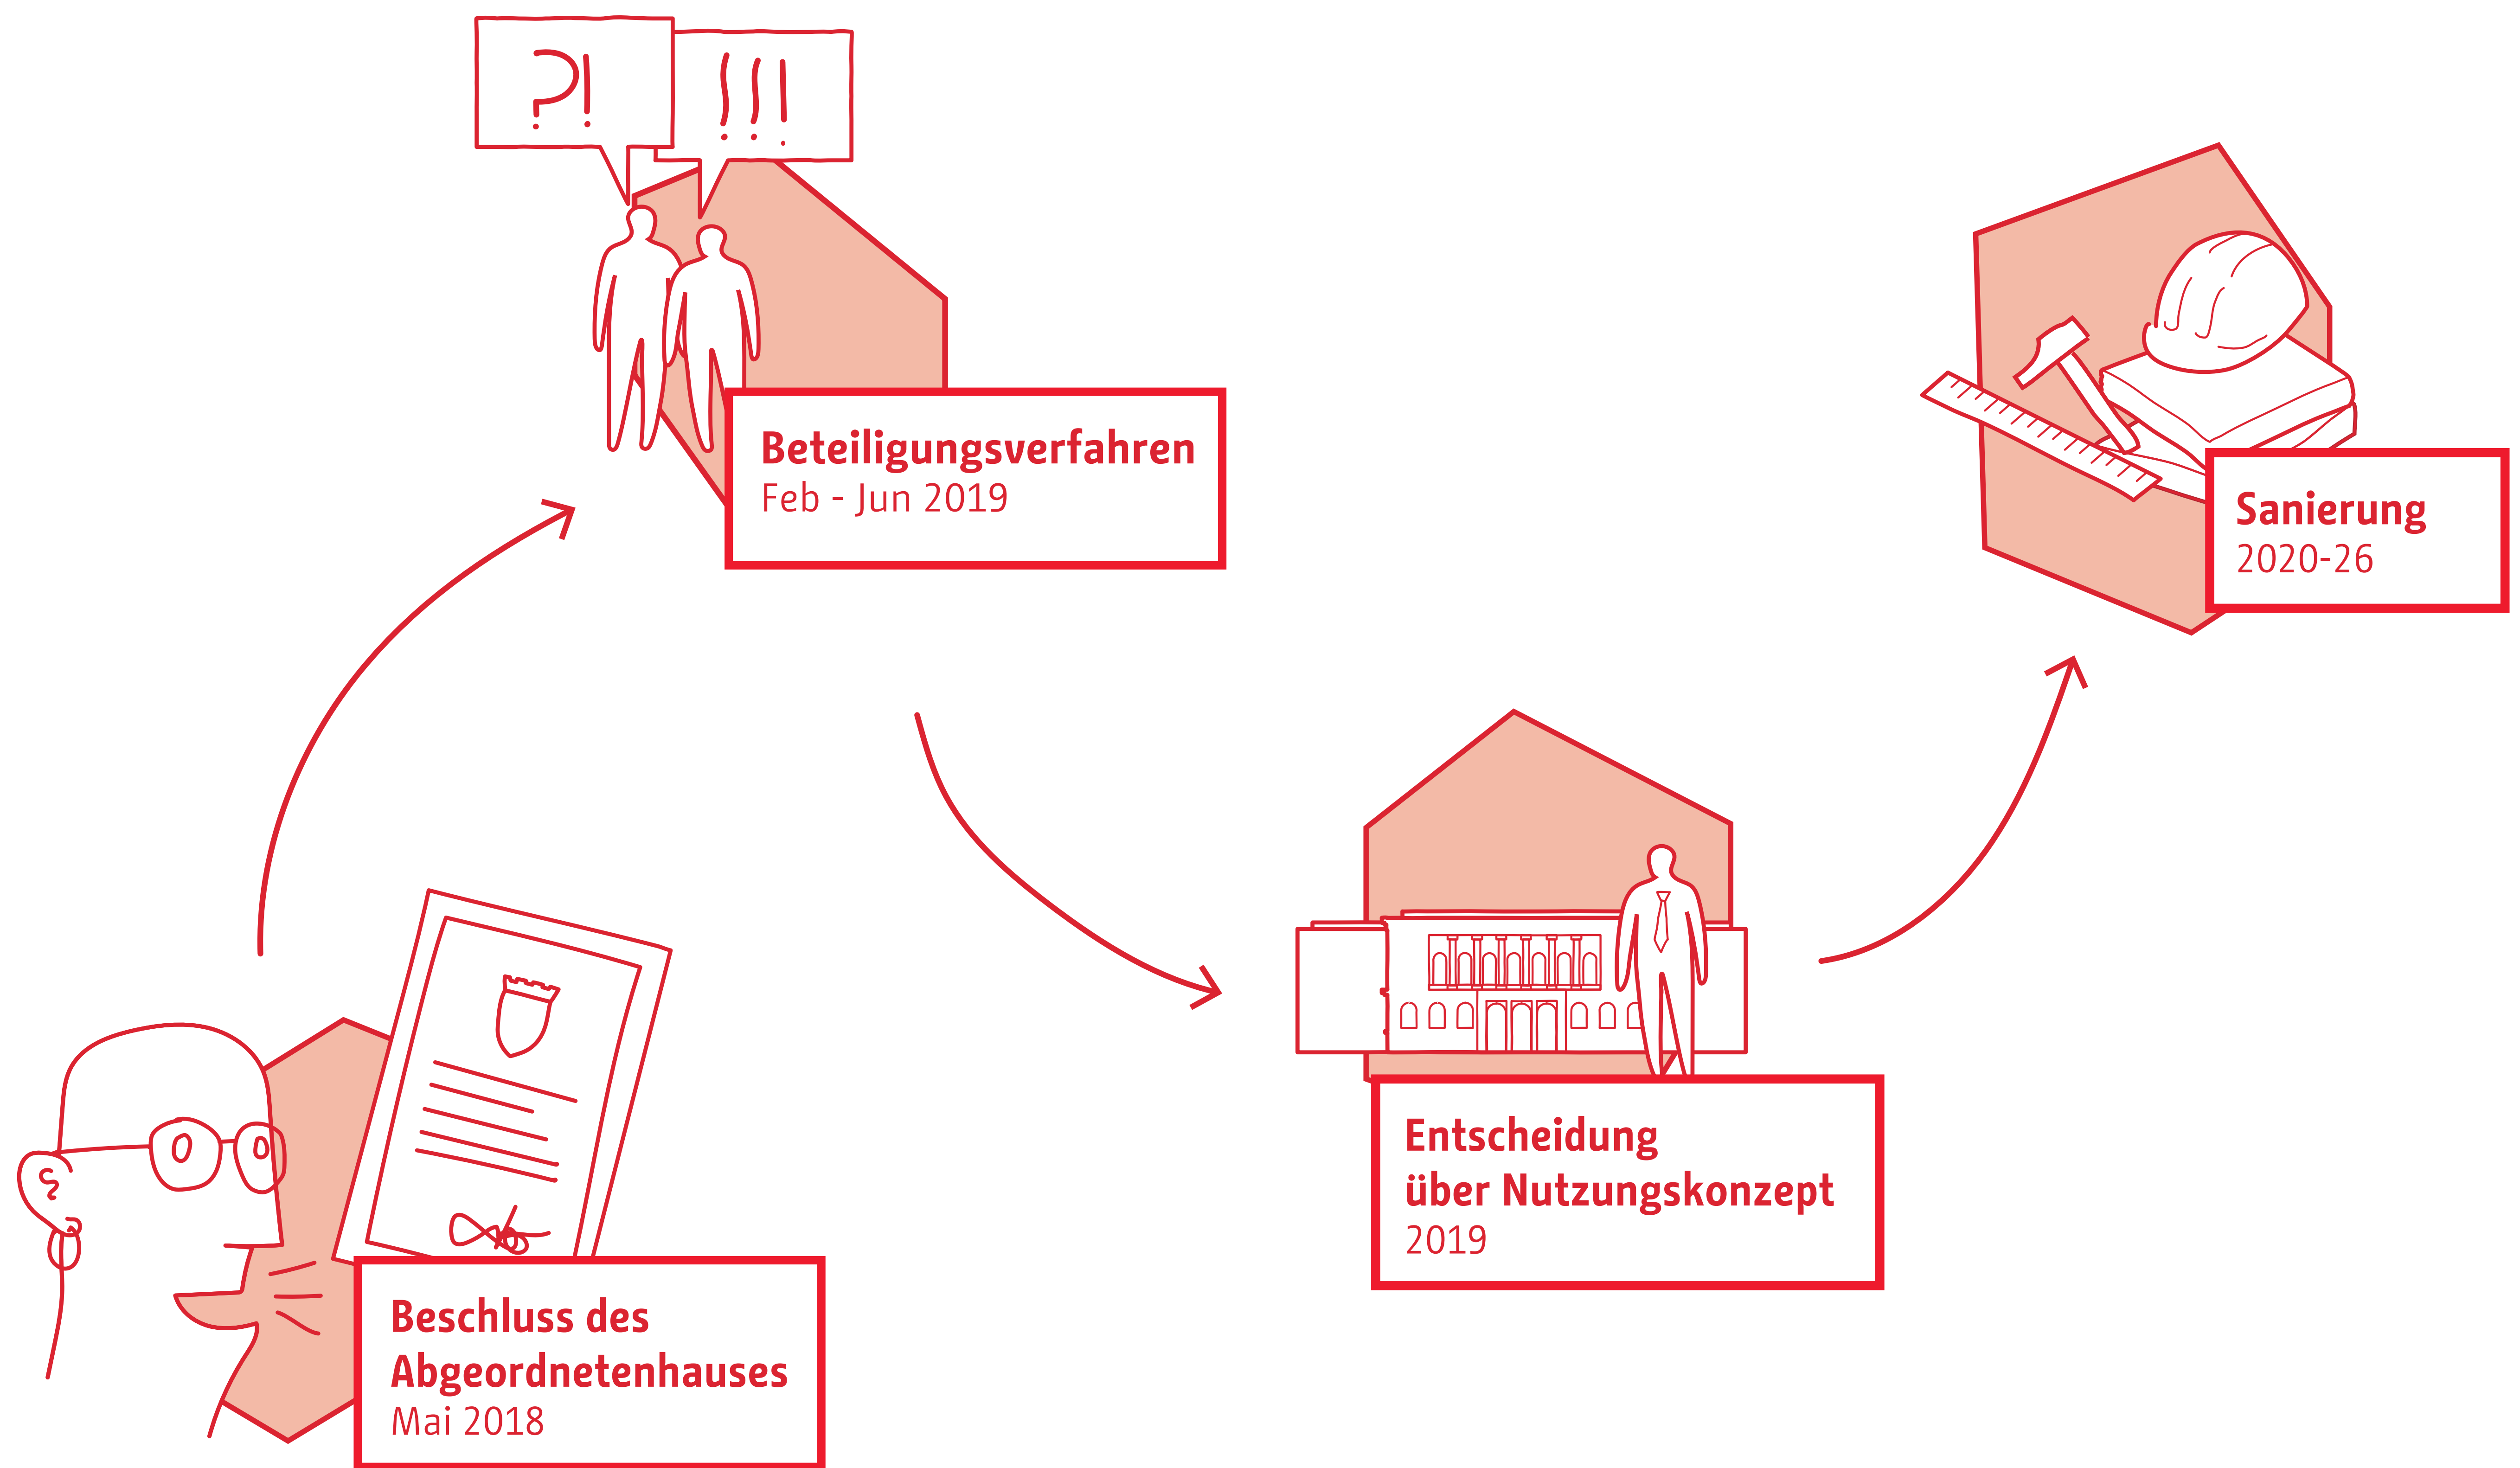 ?!
!!!
Beteiligungsverfahren
Feb - Jun 2019
Sanierung
2020-26
Entscheidung
über Nutzungskonzept
2019
Beschluss des
Abgeordnetenhauses
Mai 2018